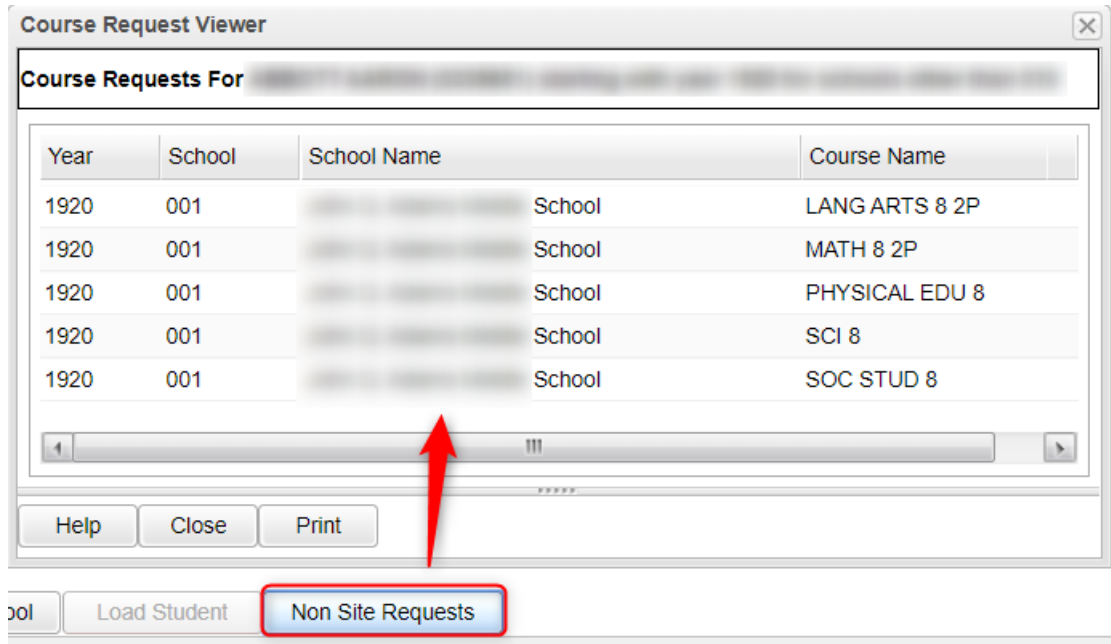 Course Request Viewer
Course Requests For
Year School School Name Course Name
1920 001 School LANG ARTS 8 2P
1920 001 School MATH 8 2P
1920 001 School PHYSICAL EDU 8
1920 001 School SCI 8
1920 001 School SOC STUD 8
Help Close Print
ool Load Student Non Site Requests